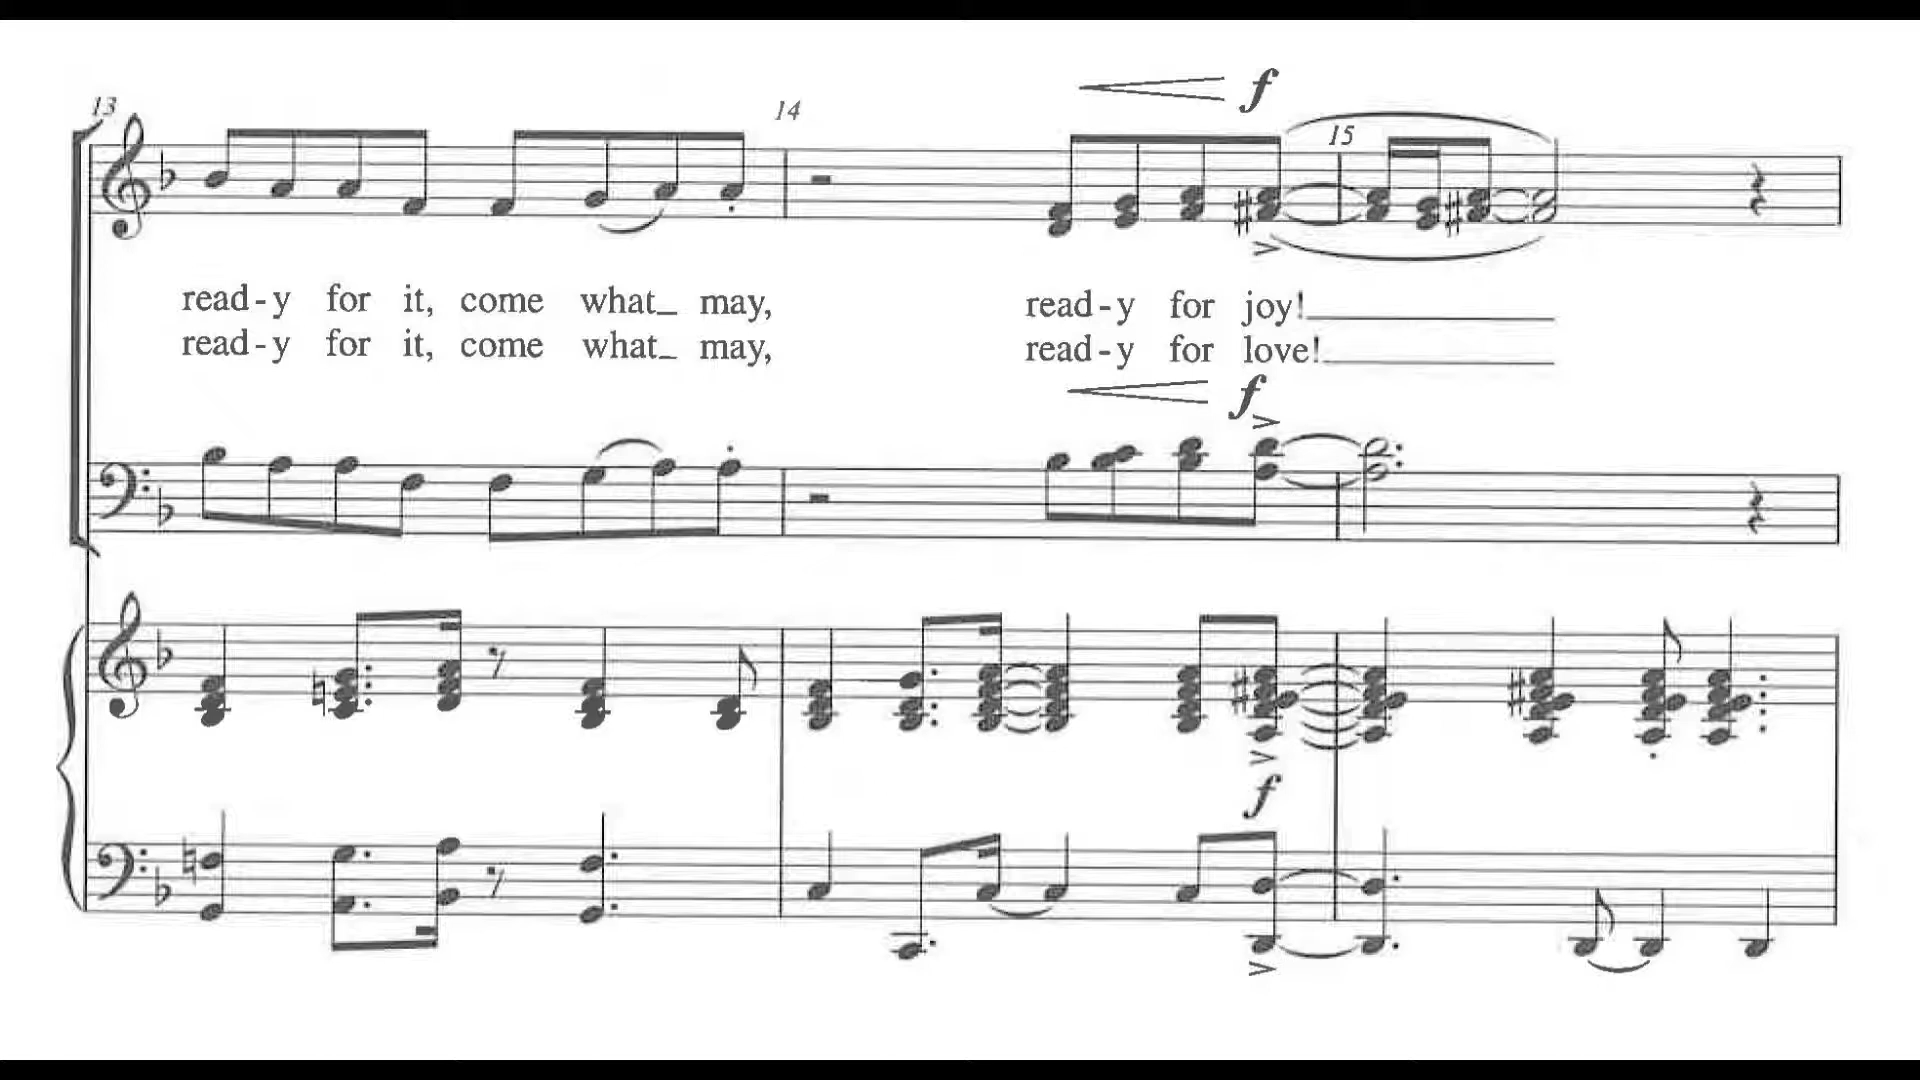 13
14
f
15
read-y for it, come what_ may, ready for joy!
read-y for it, come what_ may, read-y for love!
f
f